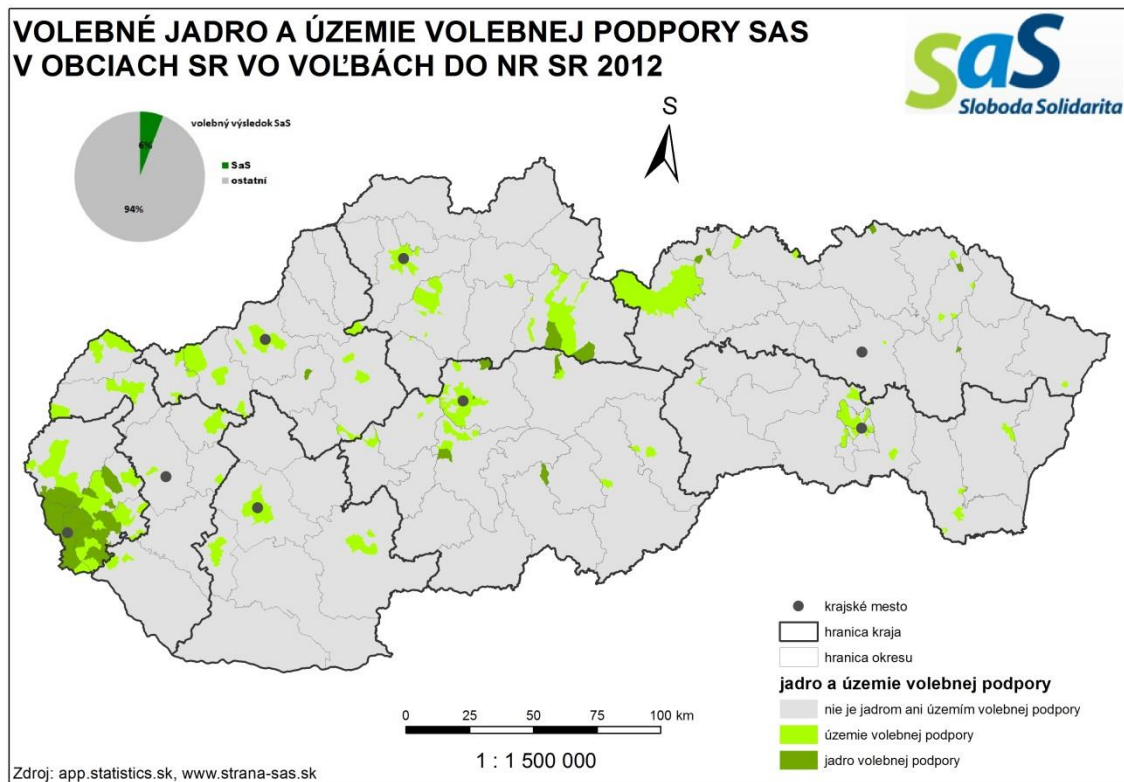 VOLEBNÉ JADRO A ÚZEMIE VOLEBNEJ PODPORY SAS
V OBCIACH SR VO VOĽBÁCH DO NR SR 2012
SaS
Sloboda Solidarita
volebný výsledok SaS
6%
SaS
ostatní
94%
S
krajské mesto
hranica kraja
hranica okresu
jadro a územie volebnej podpory
nie je jadrom ani územím volebnej podpory
územie volebnej podpory
jadro volebnej podpory
0 25 50 75 100 km
1 : 1 500 000
Zdroj: app.statistics.sk, www.strana-sas.sk